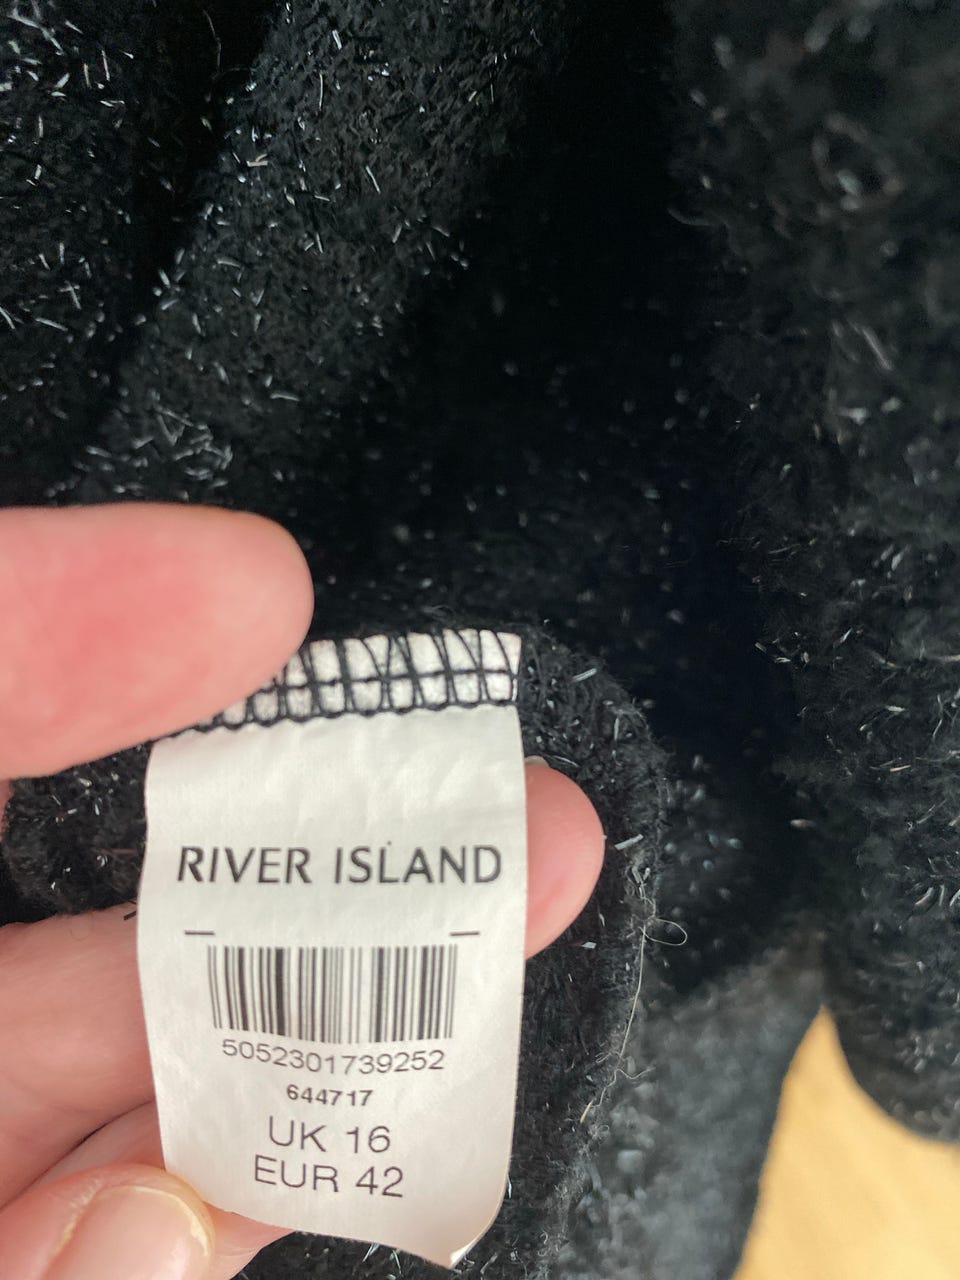 RIVER ISLAND
5052301739252
644717
UK 16
EUR 42